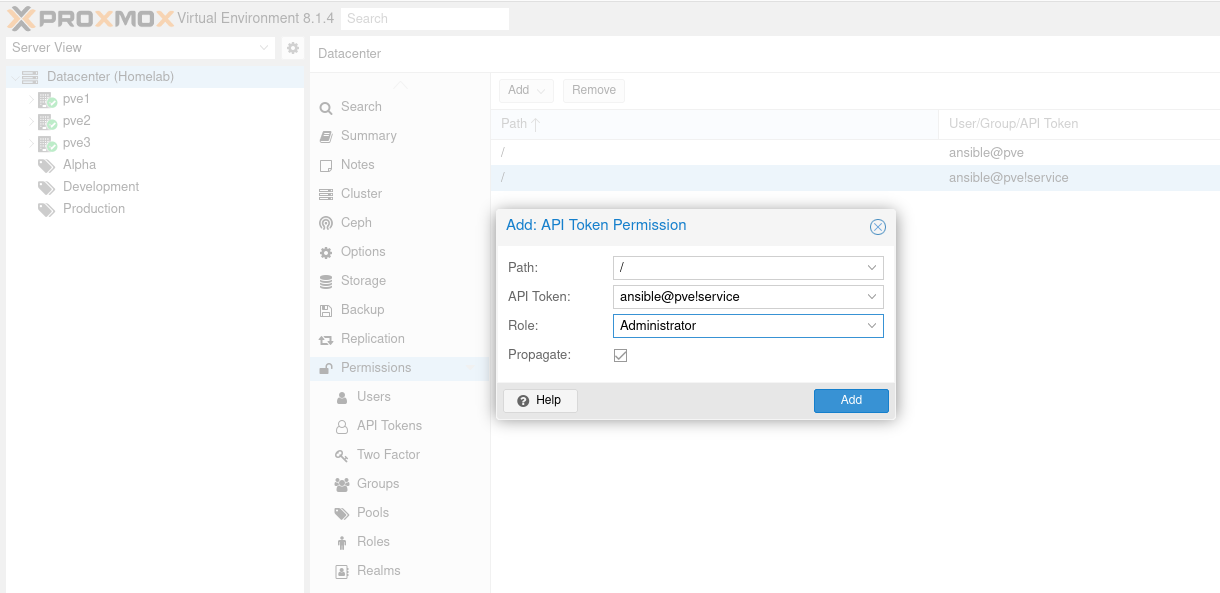 PROXMOX Virtual Environment 8.1.4 Search
Server View
Datacenter (Homelab)
pve1
pve2
pve3
Alpha
Development
Production
Datacenter
Search
Summary
Notes
Cluster
Ceph
Options
Storage
Backup
Replication
Permissions
Users
API Tokens
Two Factor
Groups
Pools
Roles
Realms
Add Remove
Path User/Group/API Token
/ ansible@pve
/ ansible@pve!service
Add: API Token Permission
Path: /
API Token: ansible@pve!service
Role: Administrator
Propagate:
Help Add